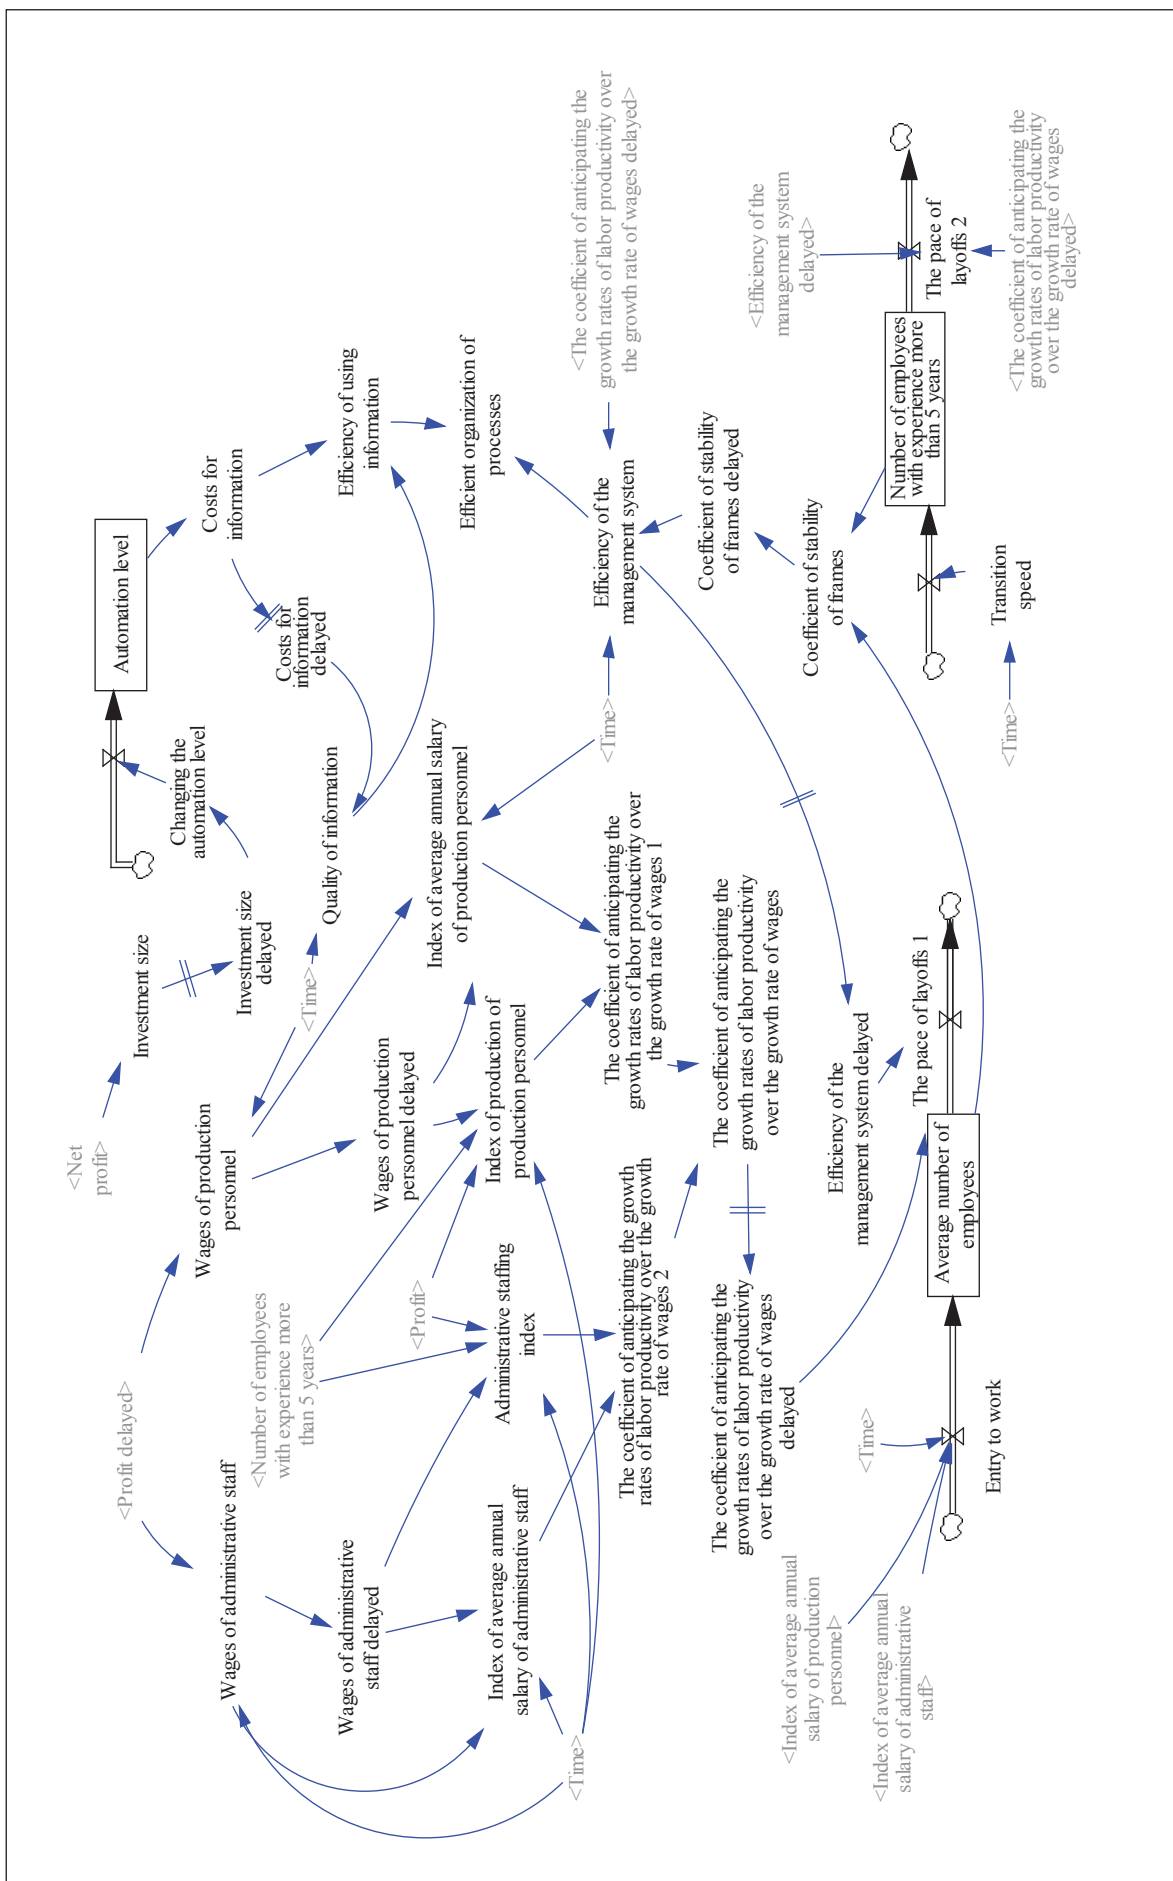 <Net
profit>
Investment size
Investment size
delayed
Changing the
automation level
Automation level
Costs for
information
Costs for
information
delayed
Quality of information
<Time>
Efficiency of using
information
Efficient organization of
processes
<Profit delayed>
Wages of administrative staff
Wages of production
personnel
Wages of administrative
staff delayed
<Number of employees
with experience more
than 5 years>
Wages of production
personnel delayed
<Profit>
Index of average annual salary
of production personnel
Index of average annual
salary of administrative staff
Administrative staffing
index
Index of production of
production personnel
<Time>
<Time>
The coefficient of anticipating the growth
rates of labor productivity over the growth
rate of wages 2
The coefficient of anticipating the
growth rates of labor productivity over
the growth rate of wages 1
Efficiency of the
management system
<The coefficient of anticipating the
growth rates of labor productivity over
the growth rate of wages delayed>
The coefficient of anticipating the
growth rates of labor productivity
over the growth rate of wages
delayed
The coefficient of anticipating the
growth rates of labor productivity
over the growth rate of wages
Coefficient of stability
of frames delayed
Coefficient of stability
of frames
<Efficiency of the
management system
delayed>
<Index of average annual
salary of production
personnel>
<Index of average annual
salary of administrative
staff>
<Time>
Entry to work
Efficiency of the
management system delayed
Average number of
employees
The pace of layoffs 1
Number of employees
with experience more
than 5 years
The pace of
layoffs 2
<Time>
Transition
speed
<The coefficient of anticipating the
growth rates of labor productivity
over the growth rate of wages
delayed>